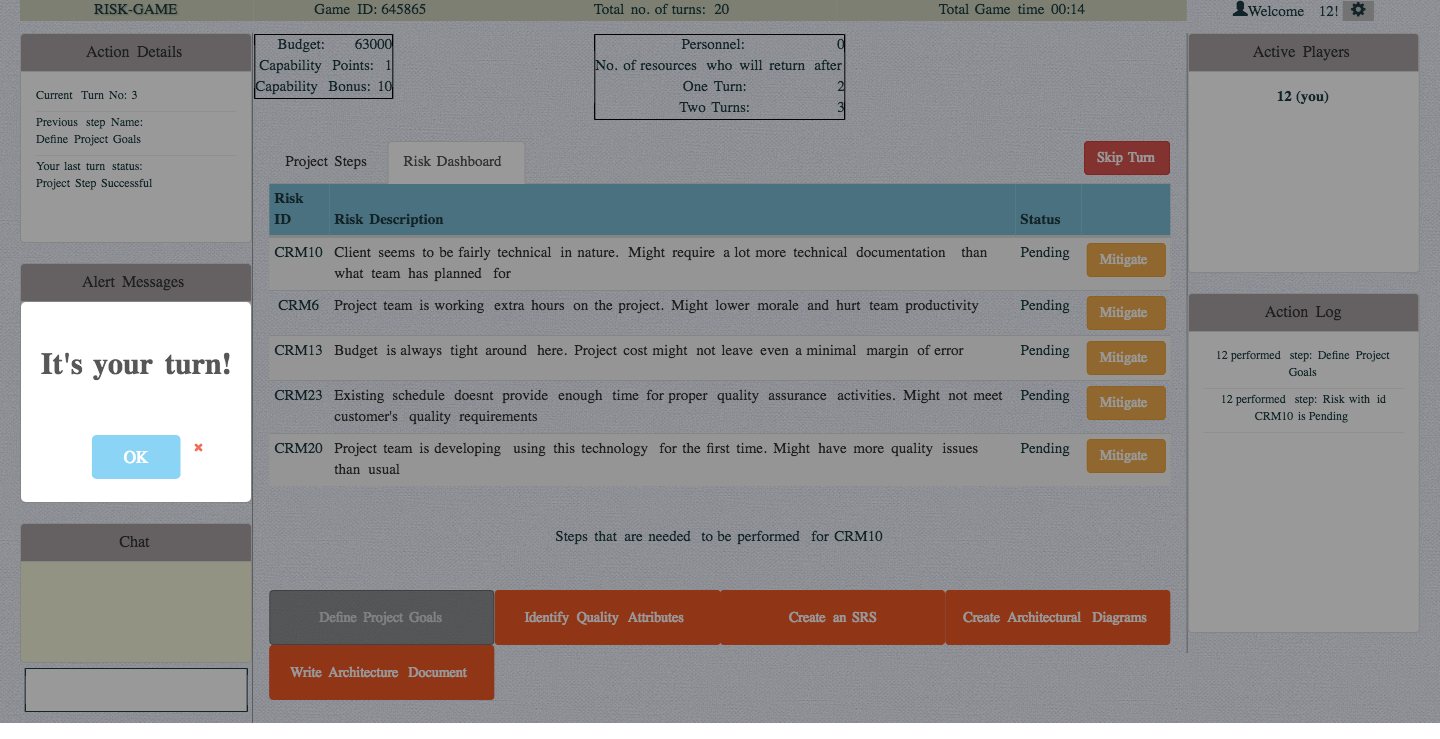 RISK-GAME
Game ID: 645865
Total no. of turns: 20
Total Game time 00:14
Welcome 12!
Action Details
Current Turn No: 3
Previous step Name:
Define Project Goals
Your last turn status:
Project Step Successful
Alert Messages
It's your turn!
OK
Chat
Budget: 63000
Capability Points: 1
Capability Bonus: 10
Personnel: 0
No. of resources who will return after
One Turn: 2
Two Turns: 3
Project Steps
Risk Dashboard
Skip Turn
Risk
ID
Risk Description
Status
CRM10 Client seems to be fairly technical in nature. Might require a lot more technical documentation than
what team has planned for
Pending
Mitigate
CRM6 Project team is working extra hours on the project. Might lower morale and hurt team productivity
Pending
Mitigate
CRM13 Budget is always tight around here. Project cost might not leave even a minimal margin of error
Pending
Mitigate
CRM23 Existing schedule doesnt provide enough time for proper quality assurance activities. Might not meet
customer's quality requirements
Pending
Mitigate
CRM20 Project team is developing using this technology for the first time. Might have more quality issues
than usual
Pending
Mitigate
Steps that are needed to be performed for CRM10
Define Project Goals
Identify Quality Attributes
Create an SRS
Create Architectural Diagrams
Write Architecture Document
Active Players
12 (you)
Action Log
12 performed step: Define Project
Goals
12 performed step: Risk with id
CRM10 is Pending